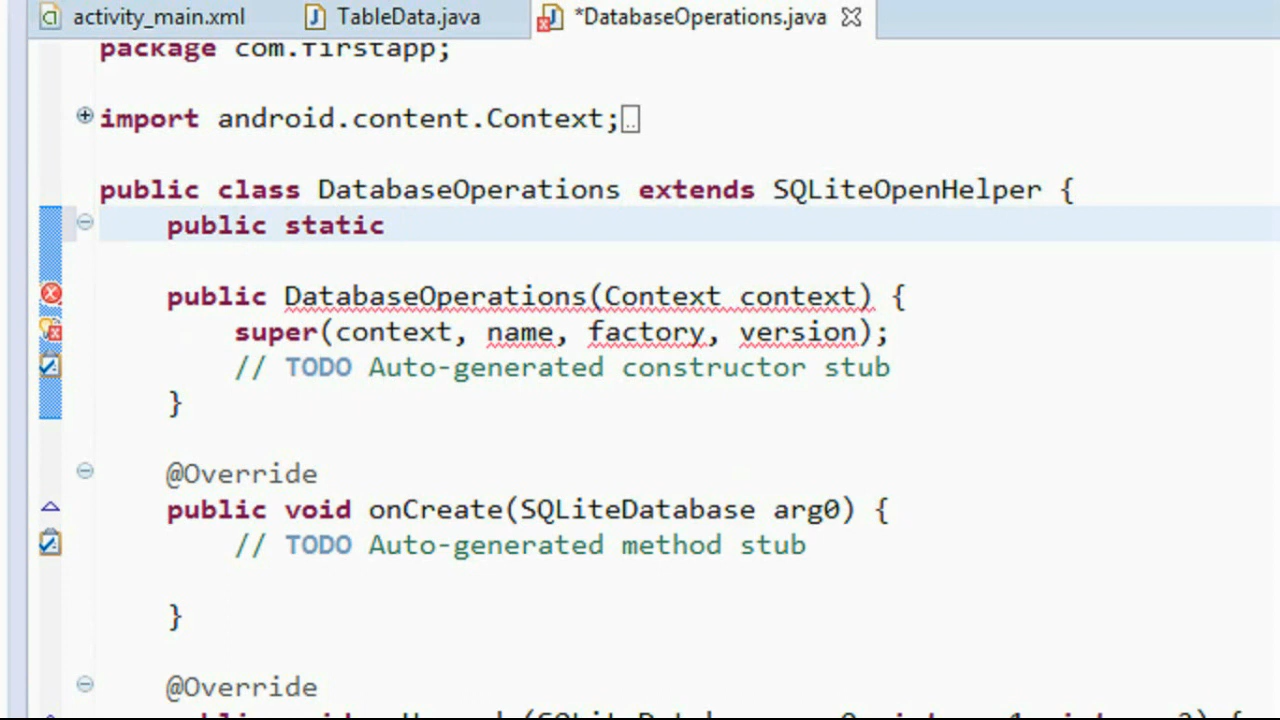 activity_main.xml TableData.java *DatabaseOperations.java
package com.firstapp;
import android.content.Context;
public class DatabaseOperations extends SQLiteOpenHelper {
public static
public DatabaseOperations(Context context) {
super(context, name, factory, version);
// TODO Auto-generated constructor stub
}
@Override
public void onCreate(SQLiteDatabase arg0) {
// TODO Auto-generated method stub
}
@Override